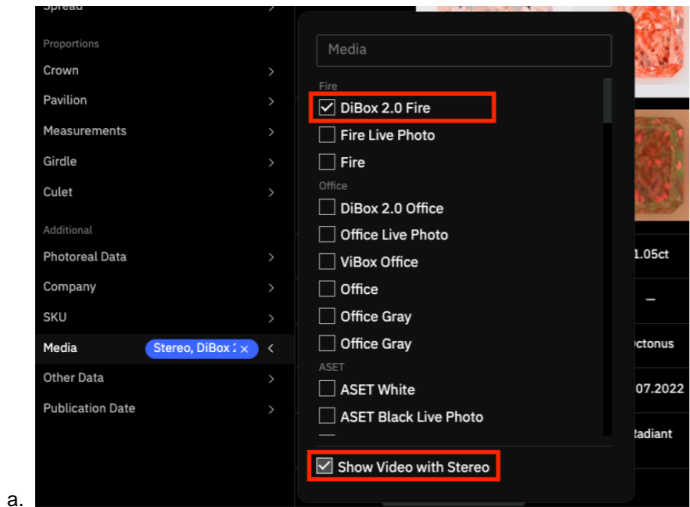 Spread
Proportions
Crown
Pavilion
Measurements
Girdle
Culet
Additional
Photoreal Data
Company
SKU
Media
Stereo, DiBox
Other Data
Publication Date
Media
Fire
DiBox 2.0 Fire
Fire Live Photo
Fire
Office
DiBox 2.0 Office
Office Live Photo
ViBox Office
Office
Office Gray
Office Gray
ASET
ASET White
ASET Black Live Photo
Show Video with Stereo
1.05ct
—
07.2022
Radiant
a.